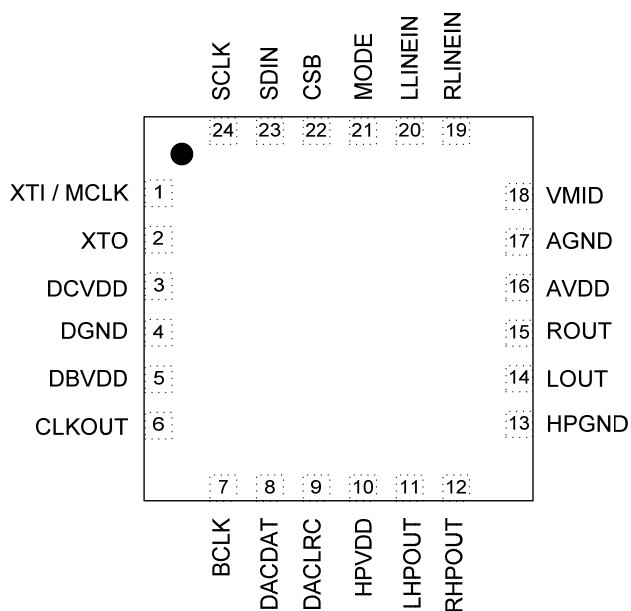 SCLK
SDIN
CSB
MODE
LLINEIN
RLINEIN
24
23
22
21
20
19
XTI / MCLK 1
XTO 2
DCVDD 3
DGND 4
DBVDD 5
CLKOUT 6
18 VMID
17 AGND
16 AVDD
15 ROUT
14 LOUT
13 HPGND
7
8
9
10
11
12
BCLK
DACDAT
DACLRC
HPVDD
LHPOUT
RHPOUT